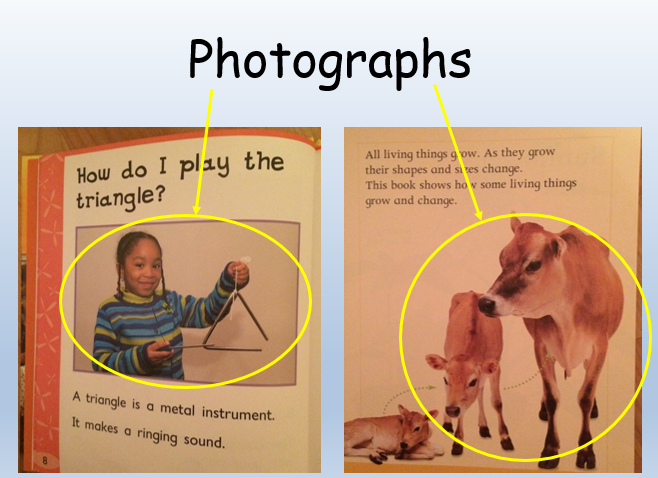 Photographs
How do I play the
triangle?
A triangle is a metal instrument.
It makes a ringing sound.
8
All living things grow. As they grow
their shapes and sizes change.
This book shows how some living things
grow and change.